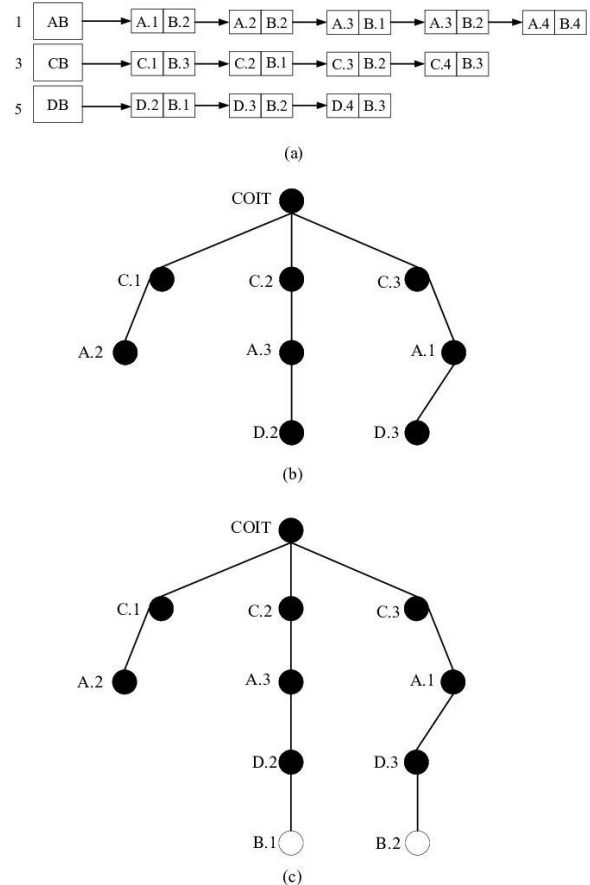 1 AB A.1 B.2 A.2 B.2 A.3 B.1 A.3 B.2 A.4 B.4
3 CB C.1 B.3 C.2 B.1 C.3 B.2 C.4 B.3
5 DB D.2 B.1 D.3 B.2 D.4 B.3
(a)
COIT
C.1 C.2 C.3
A.2 A.3 A.1
D.2 D.3
(b)
COIT
C.1 C.2 C.3
A.2 A.3 A.1
D.2 D.3
B.1 B.2
(c)